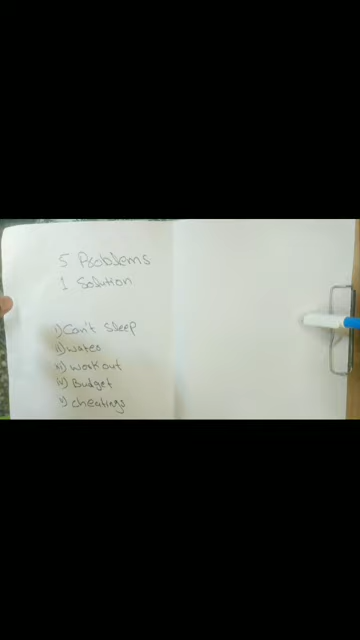 5 Problems
1 Solution
i) Can't sleep
ii) water
iii) work out
iv) Budget
v) cheatings